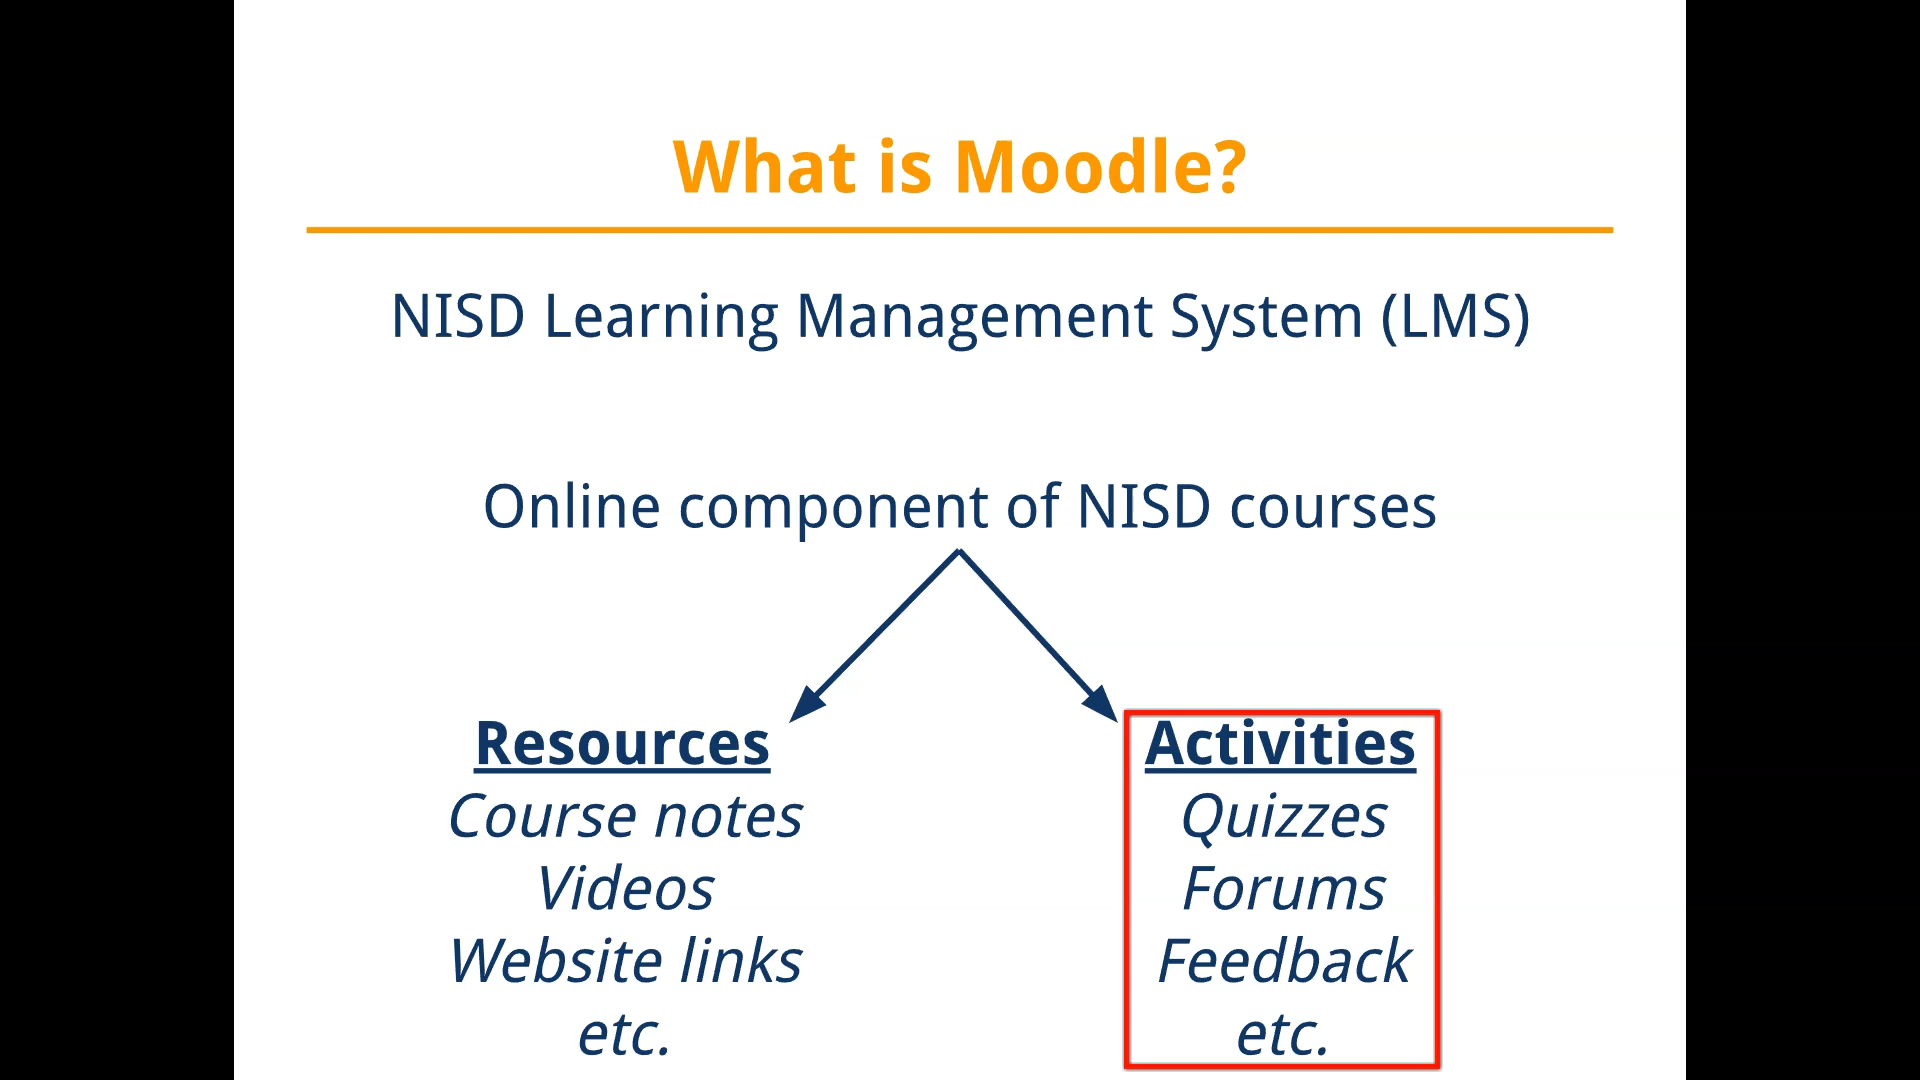 What is Moodle?
NISD Learning Management System (LMS)
Online component of NISD courses
Resources
Course notes
Videos
Website links
etc.
Activities
Quizzes
Forums
Feedback
etc.